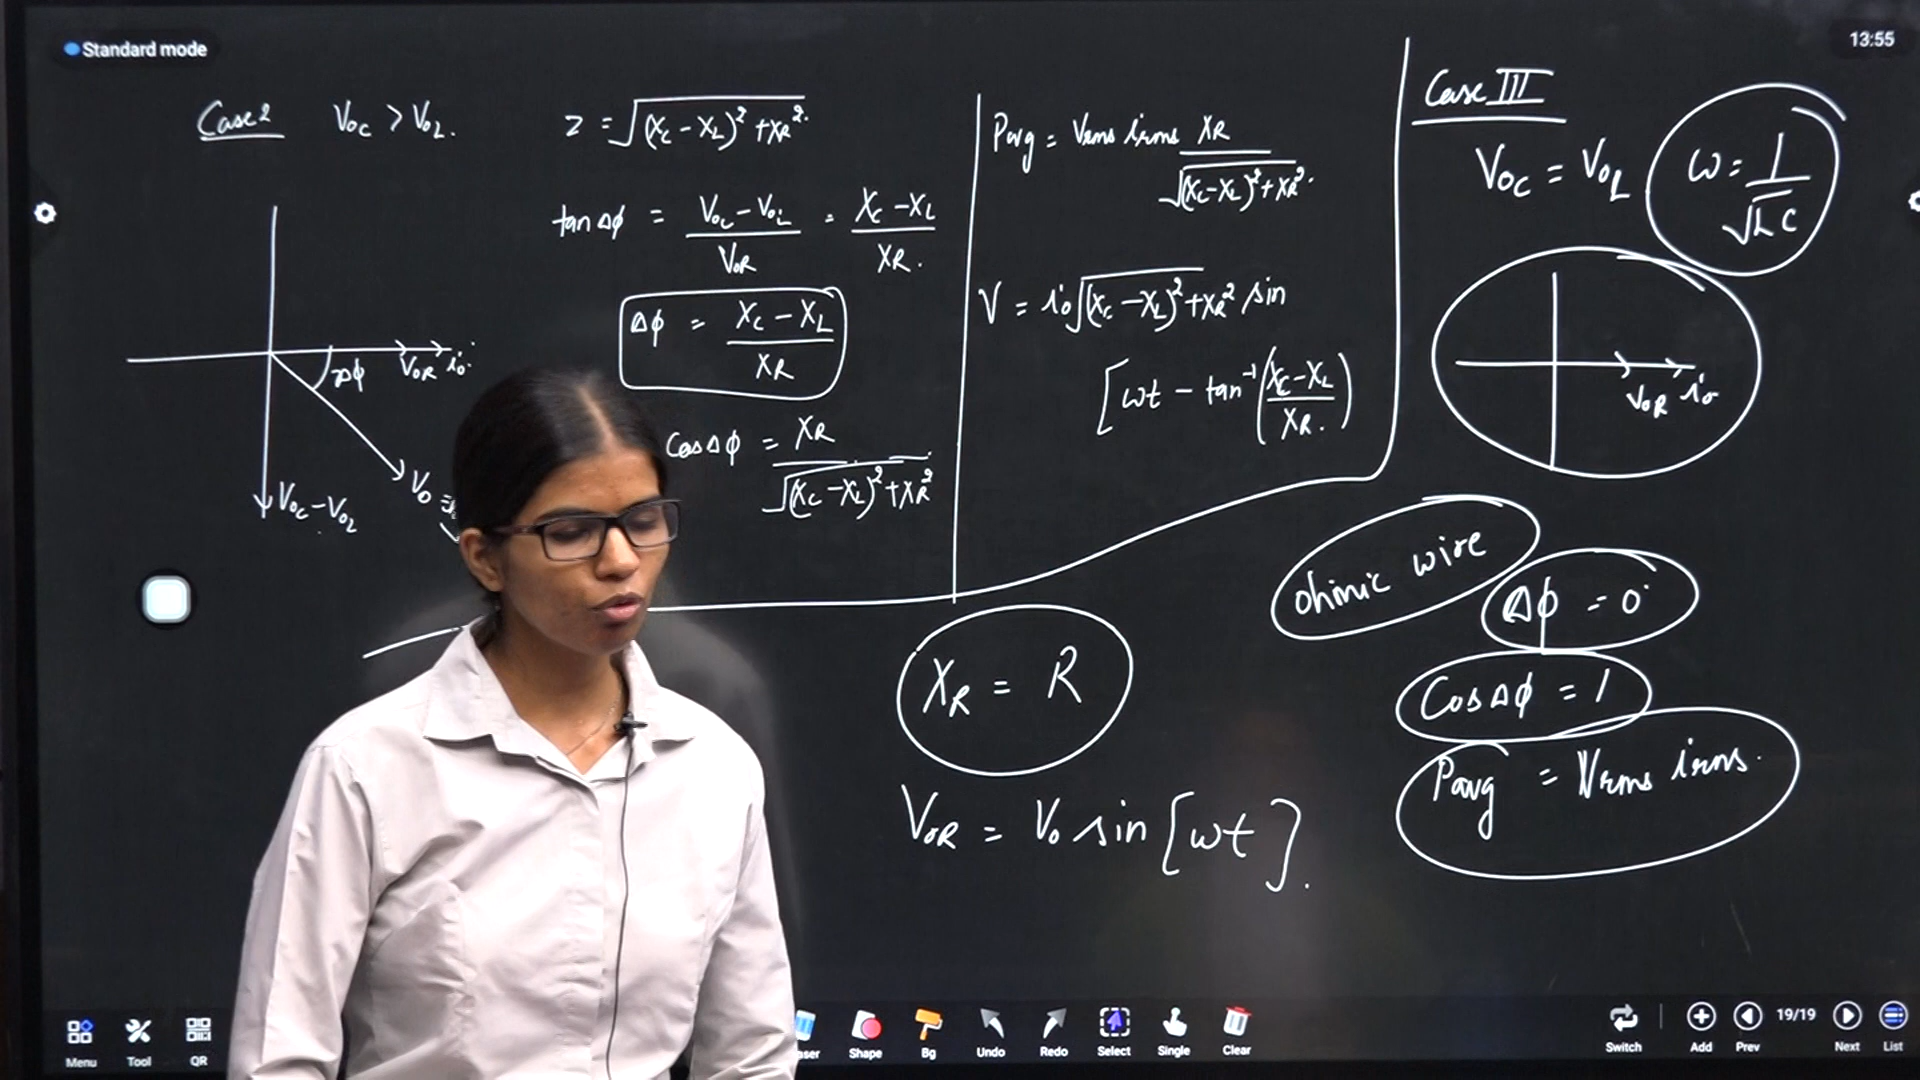 Standard mode
13:55
Case 2 V₀c > V₀L.
z = √(Xc - XL)² + XR².
tan Δϕ = V₀c - V₀L / V₀R = Xc - XL / XR.
Δϕ = Xc - XL / XR
Cos Δϕ = XR / √(Xc - XL)² + XR²
Δϕ
V₀R i₀
V₀c - V₀L
V₀ =
Pavg = Vrms irms XR / √(Xc - XL)² + XR².
V = i₀ √(Xc - XL)² + XR² sin
[ωt - tan⁻¹ (Xc - XL / XR.)
Case III
V₀c = V₀L
ω = 1 / √LC
V₀R i₀
ohmic wire
Δϕ = 0
Cos Δϕ = 1
Pavg = Vrms irms.
XR = R
V₀R = V₀ sin [ωt].
Menu
Tool
QR
aser
Shape
Bg
Undo
Redo
Select
Single
Clear
Switch
Add
Prev
19/19
Next
List